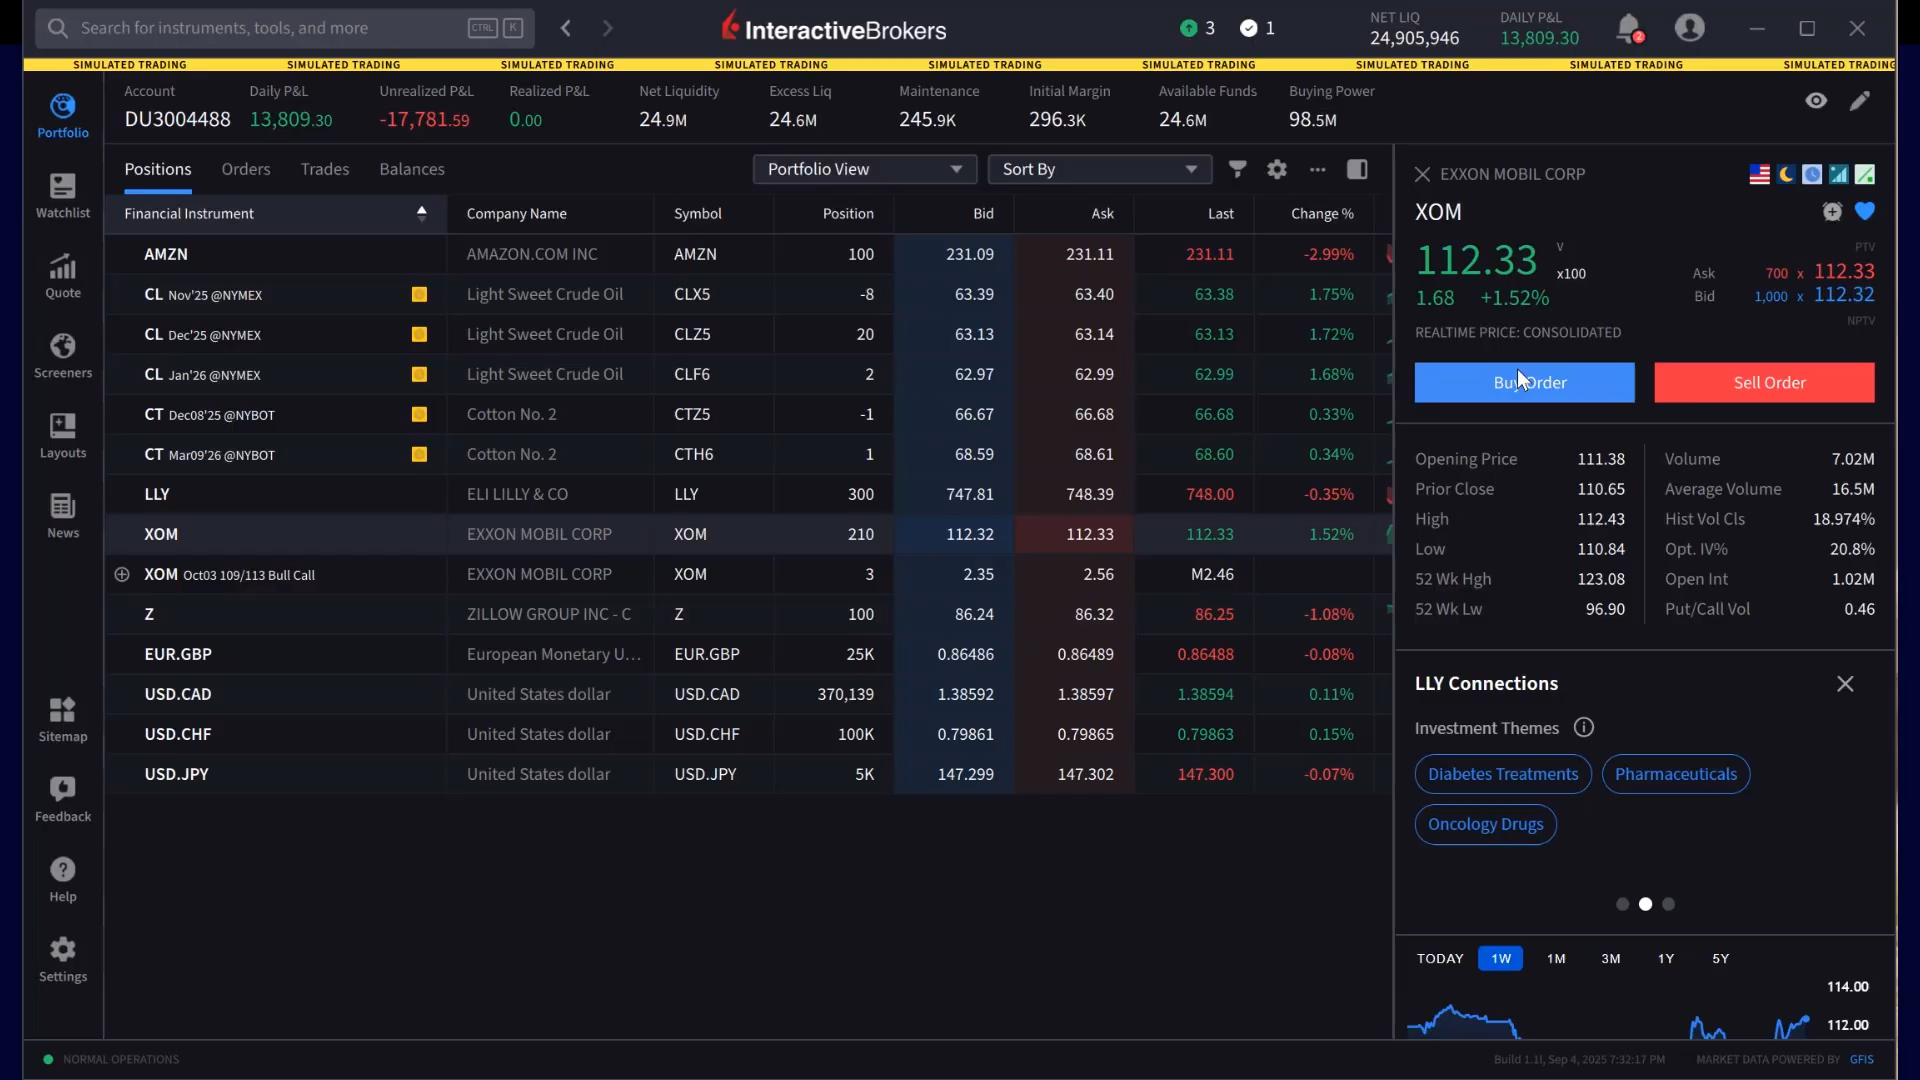 Search for instruments, tools, and more CTRL K
InteractiveBrokers
3 1
NET LIQ DAILY P&L
24,905,946 13,809.30
2
SIMULATED TRADING SIMULATED TRADING SIMULATED TRADING SIMULATED TRADING SIMULATED TRADING SIMULATED TRADING SIMULATED TRADING SIMULATED TRADING SIMULATED TRADING
Portfolio
Watchlist
Quote
Screeners
Layouts
News
Sitemap
Feedback
Help
Settings
Account Daily P&L Unrealized P&L Realized P&L Net Liquidity Excess Liq Maintenance Initial Margin Available Funds Buying Power
DU3004488 13,809.30 -17,781.59 0.00 24.9M 24.6M 245.9K 296.3K 24.6M 98.5M
Positions Orders Trades Balances Portfolio View Sort By
Financial Instrument Company Name Symbol Position Bid Ask Last Change %
AMZN AMAZON.COM INC AMZN 100 231.09 231.11 231.11 -2.99%
CL Nov'25 @NYMEX Light Sweet Crude Oil CLX5 -8 63.39 63.40 63.38 1.75%
CL Dec'25 @NYMEX Light Sweet Crude Oil CLZ5 20 63.13 63.14 63.13 1.72%
CL Jan'26 @NYMEX Light Sweet Crude Oil CLF6 2 62.97 62.99 62.99 1.68%
CT Dec08'25 @NYBOT Cotton No. 2 CTZ5 -1 66.67 66.68 66.68 0.33%
CT Mar09'26 @NYBOT Cotton No. 2 CTH6 1 68.59 68.61 68.60 0.34%
LLY ELI LILLY & CO LLY 300 747.81 748.39 748.00 -0.35%
XOM EXXON MOBIL CORP XOM 210 112.32 112.33 112.33 1.52%
XOM Oct03 109/113 Bull Call EXXON MOBIL CORP XOM 3 2.35 2.56 M2.46
Z ZILLOW GROUP INC - C Z 100 86.24 86.32 86.25 -1.08%
EUR.GBP European Monetary U... EUR.GBP 25K 0.86486 0.86489 0.86488 -0.08%
USD.CAD United States dollar USD.CAD 370,139 1.38592 1.38597 1.38594 0.11%
USD.CHF United States dollar USD.CHF 100K 0.79861 0.79865 0.79863 0.15%
USD.JPY United States dollar USD.JPY 5K 147.299 147.302 147.300 -0.07%
EXXON MOBIL CORP
XOM
112.33 V x100 PTV
Ask 700 x 112.33
1.68 +1.52% Bid 1,000 x 112.32
NPTV
REALTIME PRICE: CONSOLIDATED
Buy Order Sell Order
Opening Price 111.38 Volume 7.02M
Prior Close 110.65 Average Volume 16.5M
High 112.43 Hist Vol Cls 18.974%
Low 110.84 Opt. IV% 20.8%
52 Wk Hgh 123.08 Open Int 1.02M
52 Wk Lw 96.90 Put/Call Vol 0.46
LLY Connections
Investment Themes
Diabetes Treatments Pharmaceuticals
Oncology Drugs
TODAY 1W 1M 3M 1Y 5Y
114.00
112.00
NORMAL OPERATIONS Build 1.1l, Sep 4, 2025 7:32:17 PM MARKET DATA POWERED BY GFIS